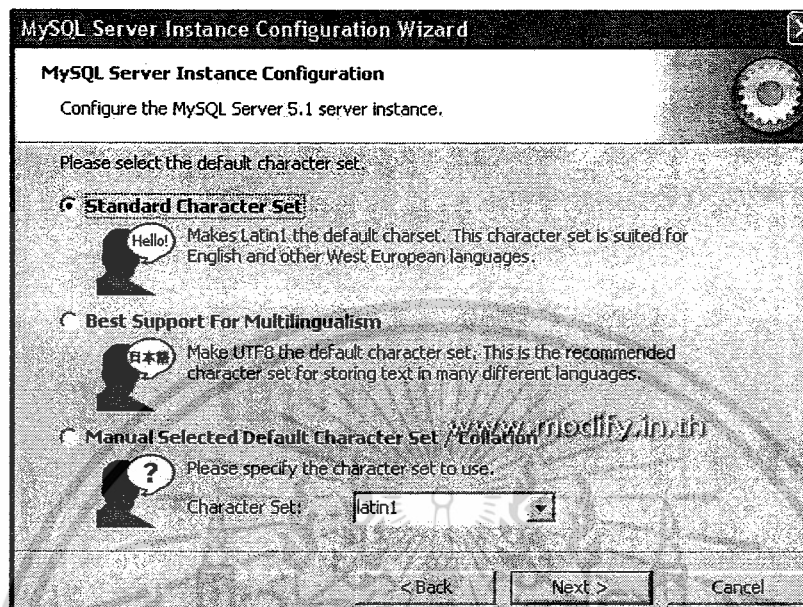 MySQL Server Instance Configuration Wizard
MySQL Server Instance Configuration
Configure the MySQL Server 5.1 server instance.
Please select the default character set.
Standard Character Set
Hello!
Makes Latin1 the default charset. This character set is suited for
English and other West European languages.
Best Support For Multilingualism
日本語
Make UTF8 the default character set. This is the recommended
character set for storing text in many different languages.
Manual Selected Default Character Set / Collation
www.modify.in.th
?
Please specify the character set to use.
Character Set:
latin1
< Back
Next >
Cancel